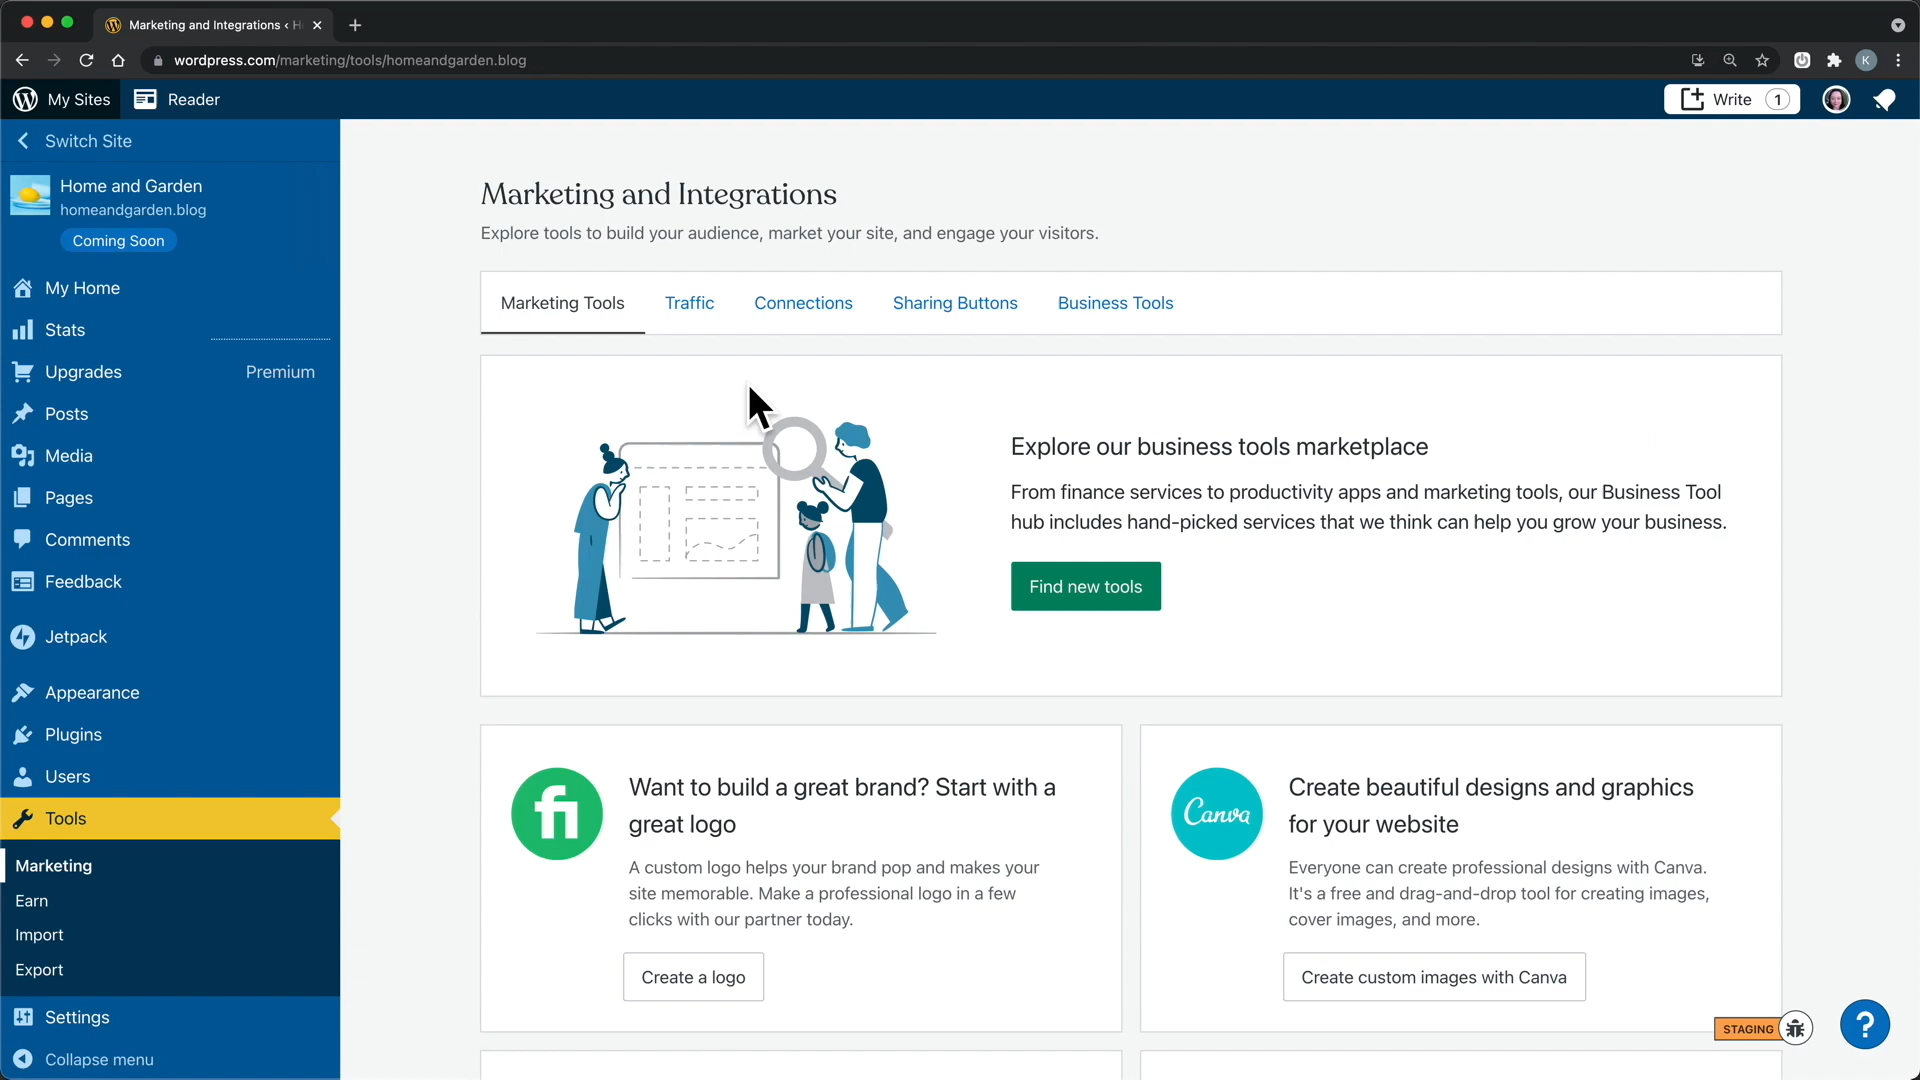 Marketing and Integrations ‹ H
wordpress.com/marketing/tools/homeandgarden.blog
K
My Sites
Reader
Write 1
Switch Site
Home and Garden
homeandgarden.blog
Coming Soon
My Home
Stats
Upgrades Premium
Posts
Media
Pages
Comments
Feedback
Jetpack
Appearance
Plugins
Users
Tools
Marketing
Earn
Import
Export
Settings
Collapse menu
Marketing and Integrations
Explore tools to build your audience, market your site, and engage your visitors.
Marketing Tools Traffic Connections Sharing Buttons Business Tools
Explore our business tools marketplace
From finance services to productivity apps and marketing tools, our Business Tool
hub includes hand-picked services that we think can help you grow your business.
Find new tools
fi
Want to build a great brand? Start with a
great logo
A custom logo helps your brand pop and makes your
site memorable. Make a professional logo in a few
clicks with our partner today.
Create a logo
Canva
Create beautiful designs and graphics
for your website
Everyone can create professional designs with Canva.
It's a free and drag-and-drop tool for creating images,
cover images, and more.
Create custom images with Canva
STAGING
?